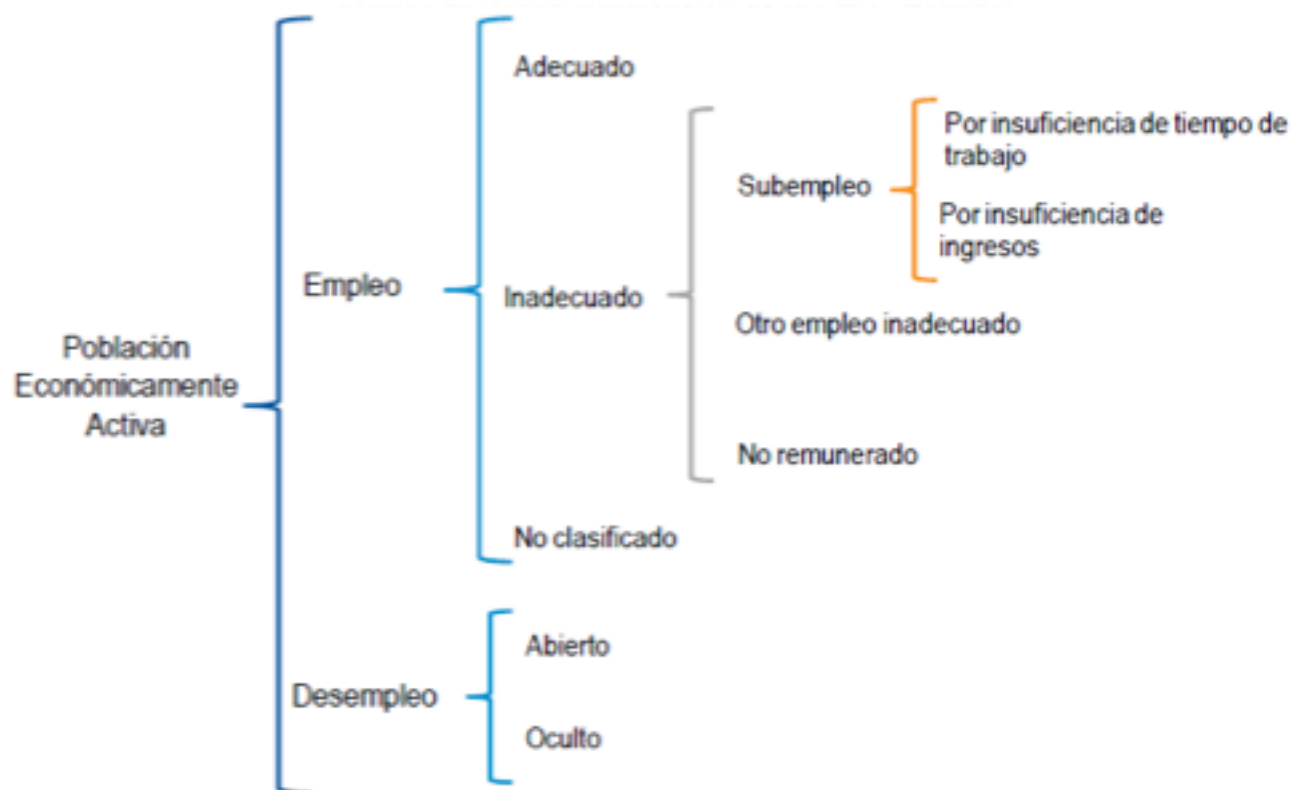 Adecuado
Por insuficiencia de tiempo de
trabajo
Subempleo
Por insuficiencia de
ingresos
Empleo
Inadecuado
Otro empleo inadecuado
Población
Económicamente
Activa
No remunerado
No clasificado
Abierto
Desempleo
Oculto